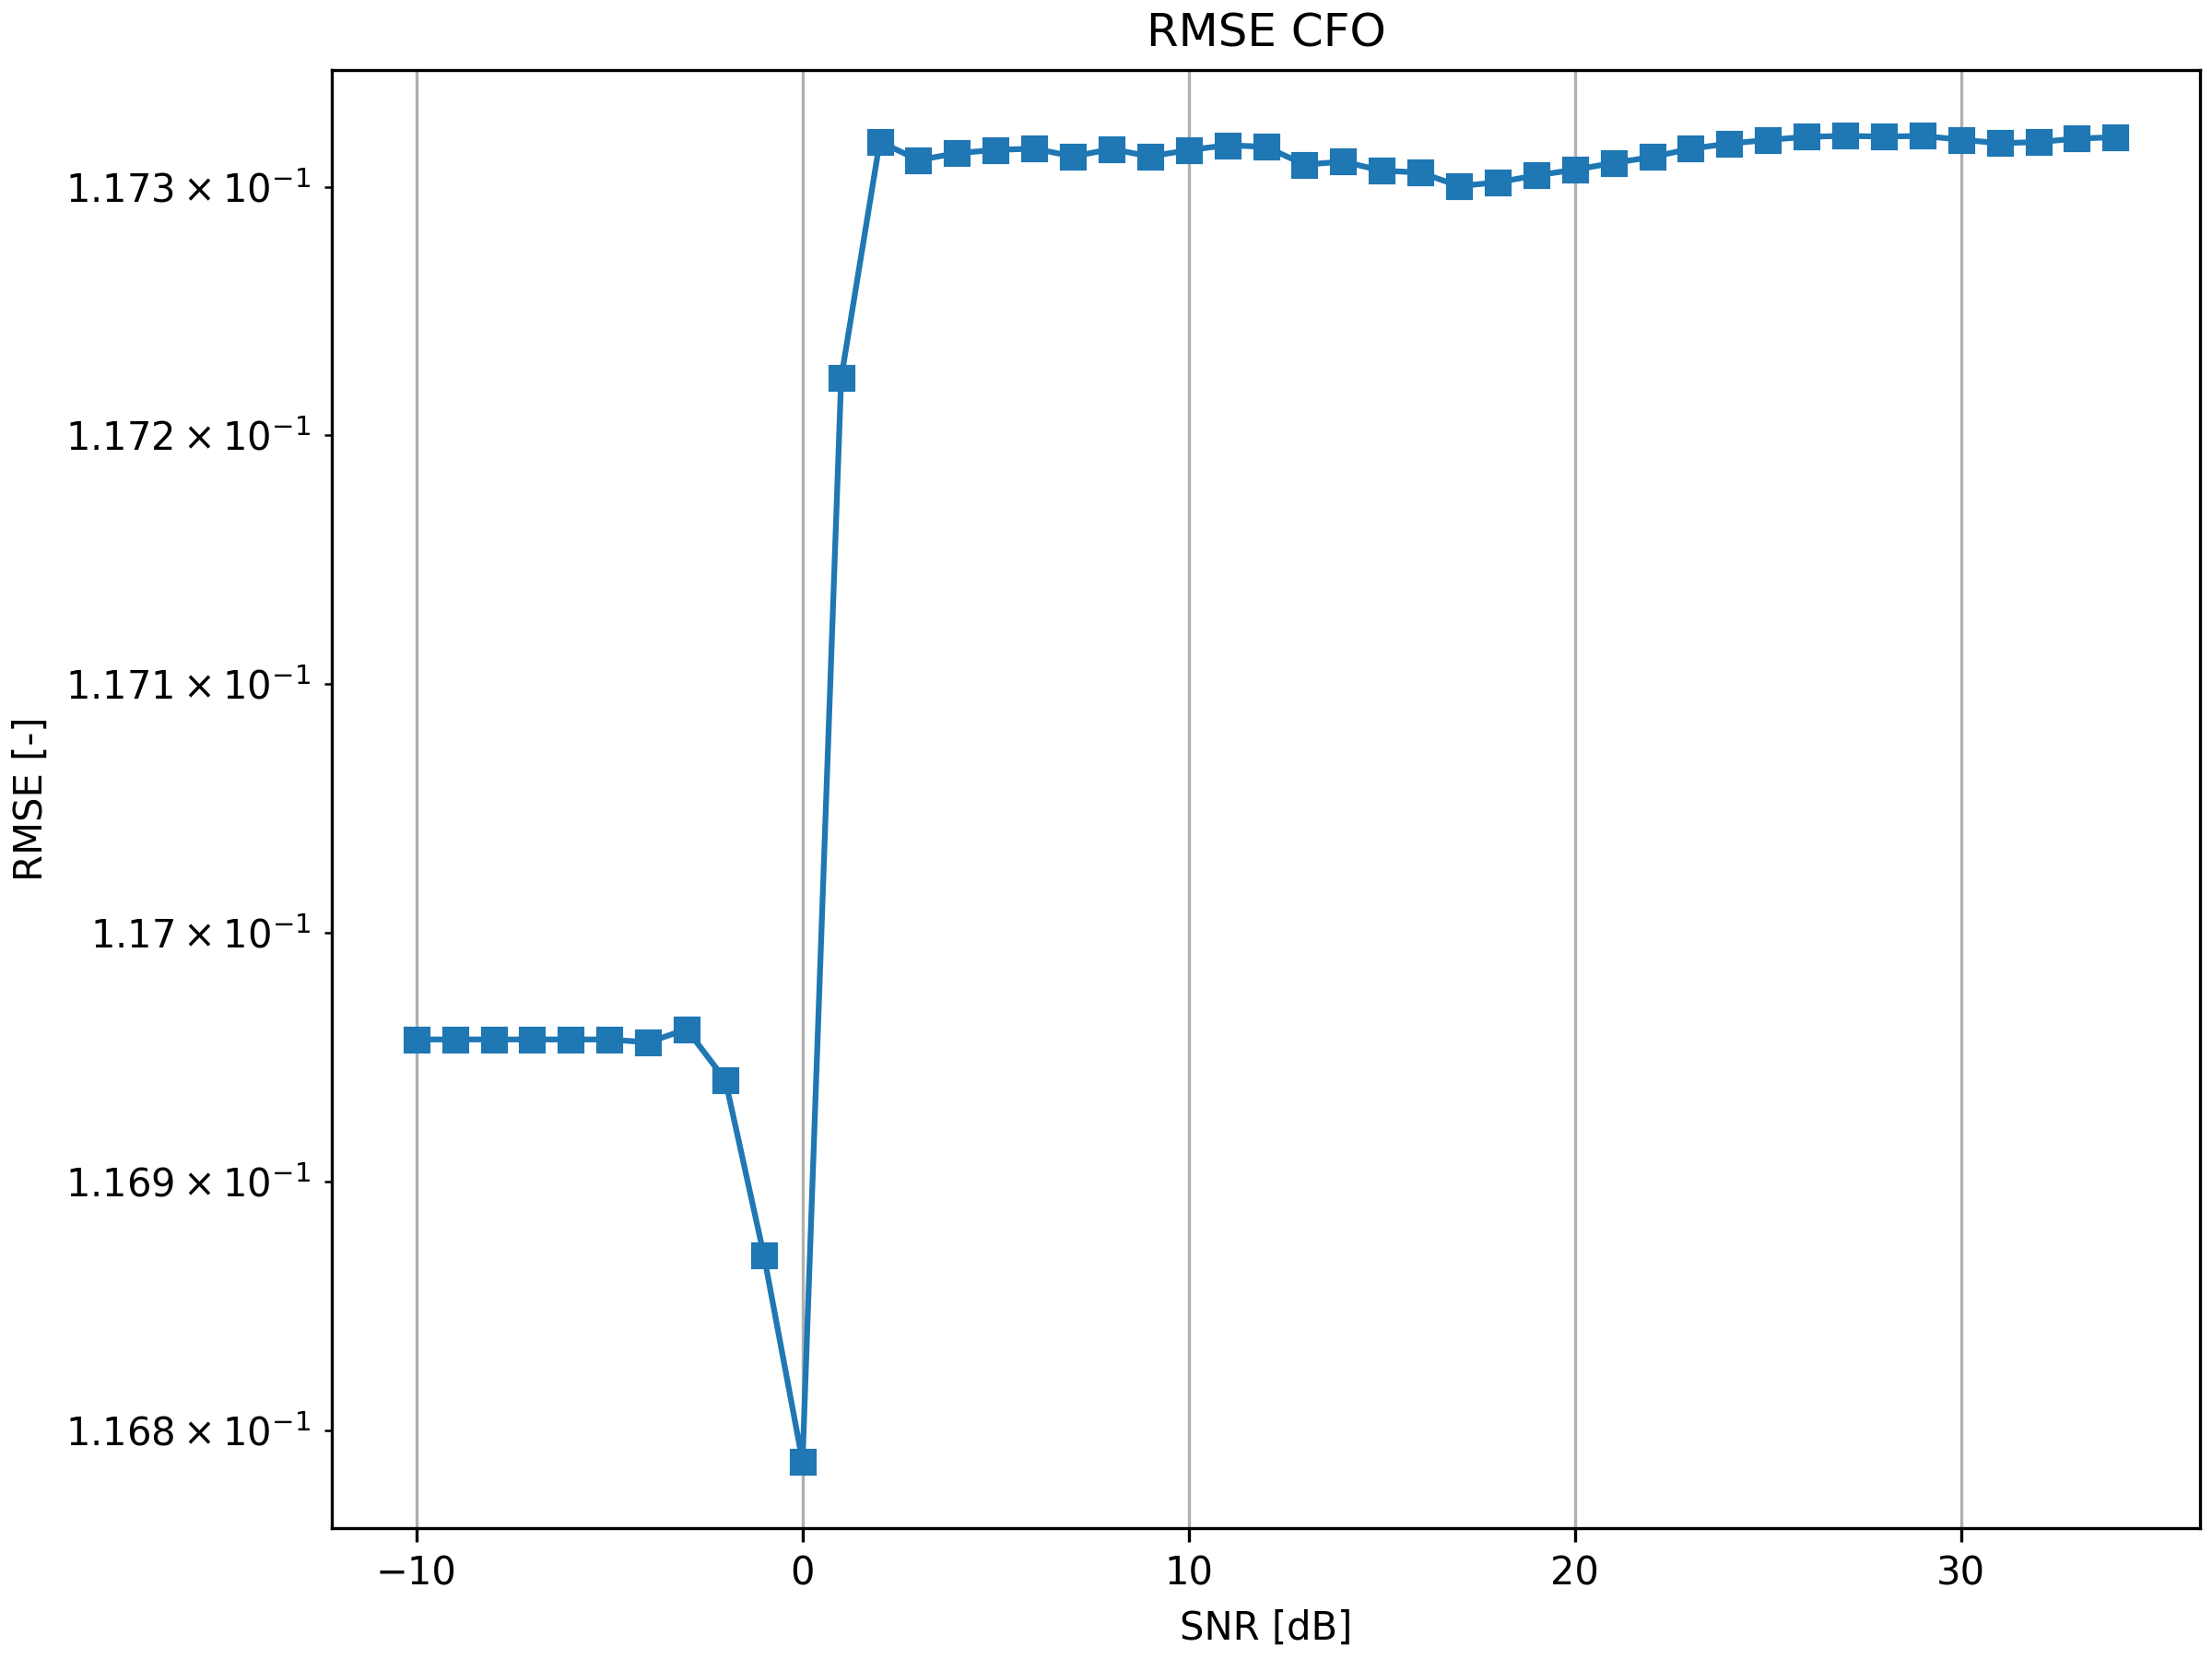 RMSE CFO
1.173 × 10⁻¹
1.172 × 10⁻¹
1.171 × 10⁻¹
1.17 × 10⁻¹
1.169 × 10⁻¹
1.168 × 10⁻¹
RMSE [-]
−10 0 10 20 30
SNR [dB]